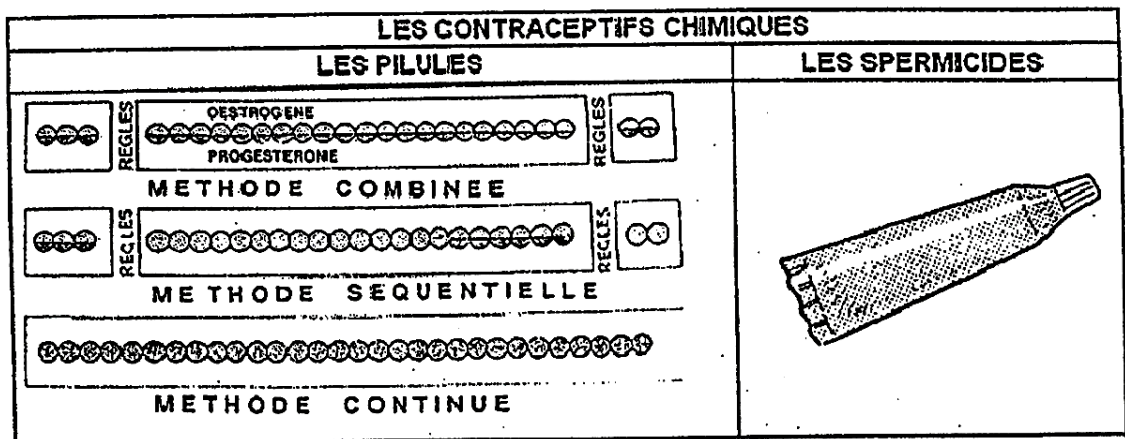 LES CONTRACEPTIFS CHIMIQUES
LES PILULES
LES SPERMICIDES
REGLES
OESTROGENE
PROGESTERONE
REGLES
METHODE COMBINEE
REGLES
REGLES
METHODE SEQUENTIELLE
METHODE CONTINUE